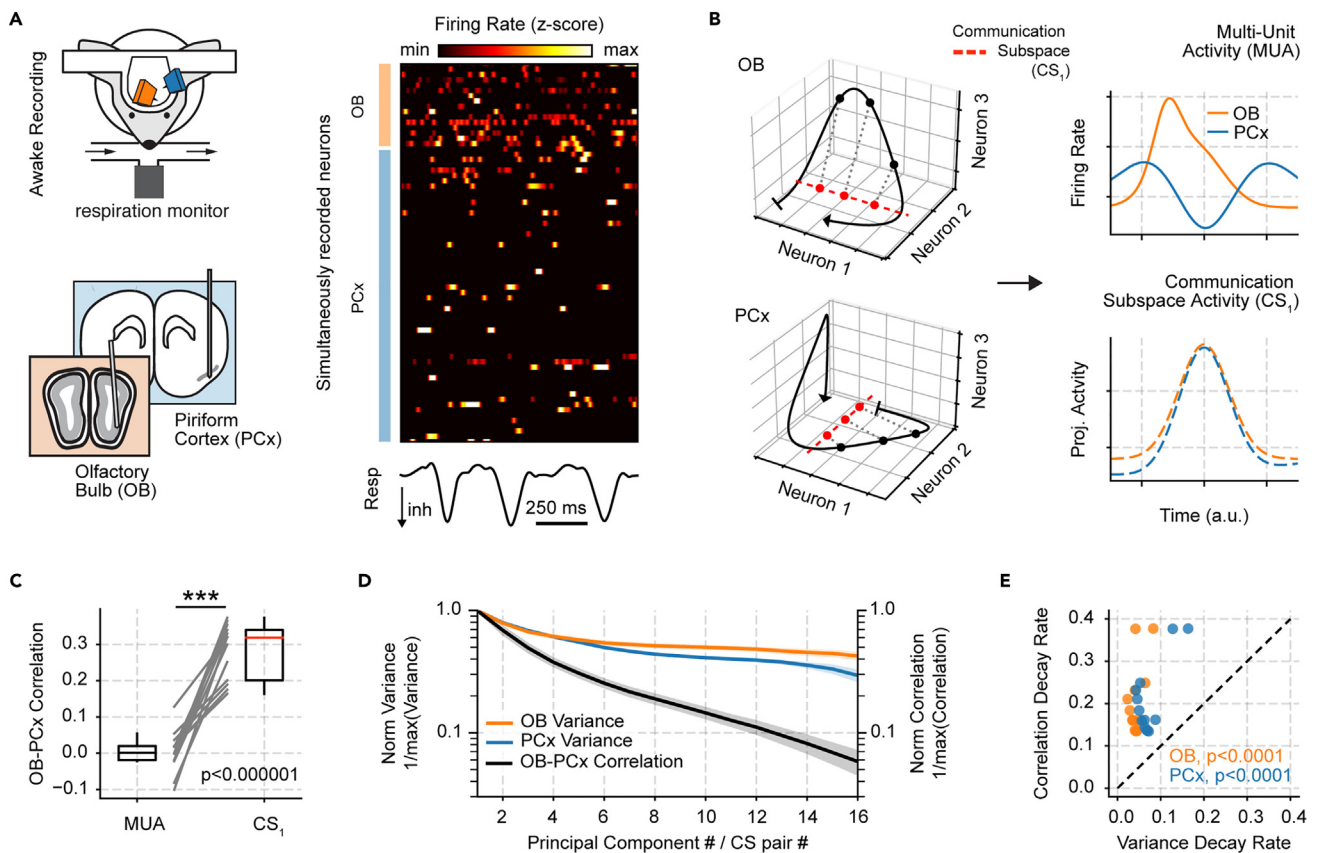 A
Awake Recording
respiration monitor
Piriform
Cortex (PCx)
Olfactory
Bulb (OB)
Firing Rate (z-score)
min
max
Simultaneously recorded neurons
OB
PCx
Resp
inh
250 ms
B
OB
Communication
Subspace
(CS1)
Neuron 1
Neuron 2
Neuron 3
PCx
Neuron 1
Neuron 2
Neuron 3
Multi-Unit
Activity (MUA)
OB
PCx
Firing Rate
Communication
Subspace Activity (CS1)
Proj. Actvity
Time (a.u.)
C
OB-PCx Correlation
0.3
0.2
0.1
0.0
−0.1
***
p<0.000001
MUA
CS1
D
Norm Variance
1/max(Variance)
1.0
0.1
OB Variance
PCx Variance
OB-PCx Correlation
1.0
0.1
Norm Correlation
1/max(Correlation)
2 4 6 8 10 12 14 16
Principal Component # / CS pair #
E
Correlation Decay Rate
0.4
0.3
0.2
0.1
0.0
OB, p<0.0001
PCx, p<0.0001
0.0 0.1 0.2 0.3 0.4
Variance Decay Rate